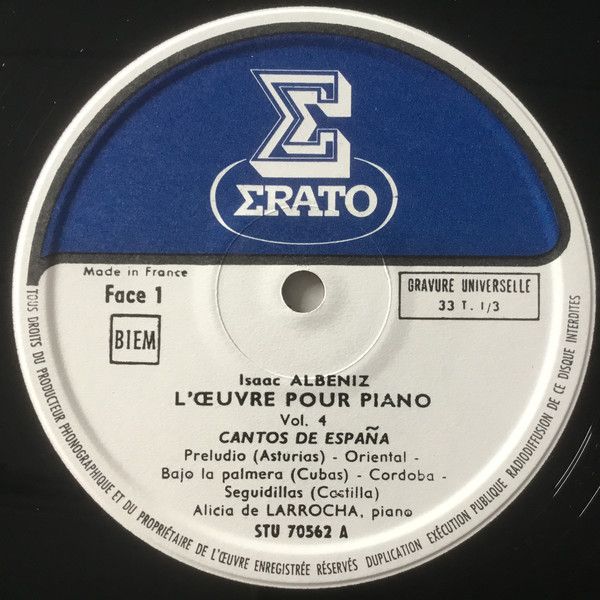 Σ
ΣRATO
Made in France
Face 1
BIEM
GRAVURE UNIVERSELLE
33 T. 1/3
Isaac ALBENIZ
L'ŒUVRE POUR PIANO
Vol. 4
CANTOS DE ESPAÑA
Preludio (Asturias) - Oriental -
Bajo la palmera (Cubas) - Cordoba -
Seguidillas (Castilla)
Alicia de LARROCHA, piano
STU 70562 A
TOUS DROITS DU PRODUCTEUR PHONOGRAPHIQUE ET DU PROPRIÉTAIRE DE L'ŒUVRE ENREGISTRÉE RÉSERVÉS DUPLICATION EXÉCUTION PUBLIQUE RADIODIFFUSION DE CE DISQUE INTERDITES